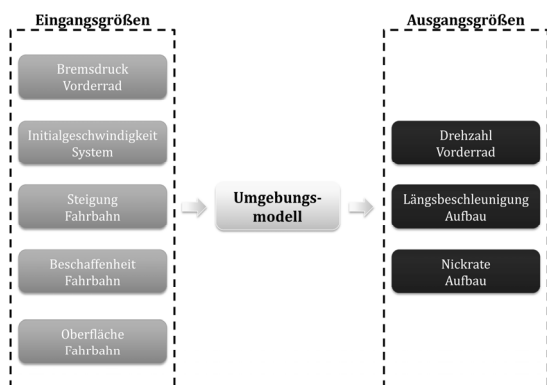 Eingangsgrößen
Bremsdruck
Vorderrad
Initialgeschwindigkeit
System
Steigung
Fahrbahn
Beschaffenheit
Fahrbahn
Oberfläche
Fahrbahn
Umgebungs-
modell
Ausgangsgrößen
Drehzahl
Vorderrad
Längsbeschleunigung
Aufbau
Nickrate
Aufbau